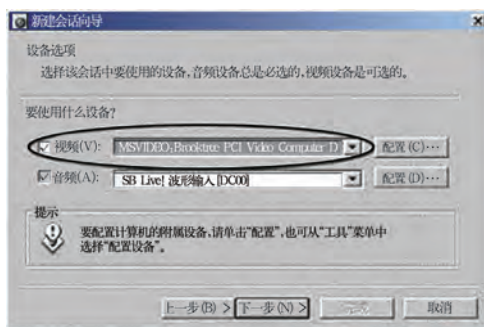 新建会话向导
设备选项
选择该会话中要使用的设备,音频设备总是必选的,视频设备是可选的。
要使用什么设备?
视频(V): MSVIDEO;Brooktree PCI Video Computer D 配置(C)…
音频(A): SB Live! 波形输入[DC00] 配置(D)…
提示
要配置计算机的附属设备,请单击“配置”,也可从“工具”菜单中
选择“配置设备”。
上一步(B) > 下一步(N) > 完成 取消